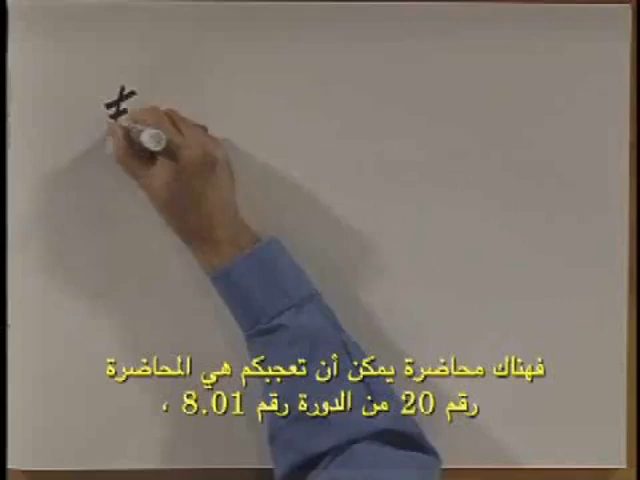 فهناك محاضرة يمكن أن تعجبكم هي المحاضرة
رقم 20 من الدورة رقم 8.01 ،